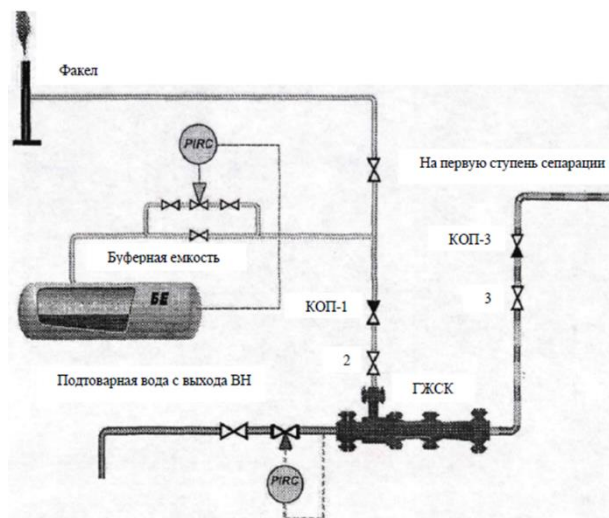 Факел
PIRC
На первую ступень сепарации
КОП-3
Буферная емкость
БЕ
КОП-1
3
2
Подтоварная вода с выхода ВН
ГЖСК
PIRC